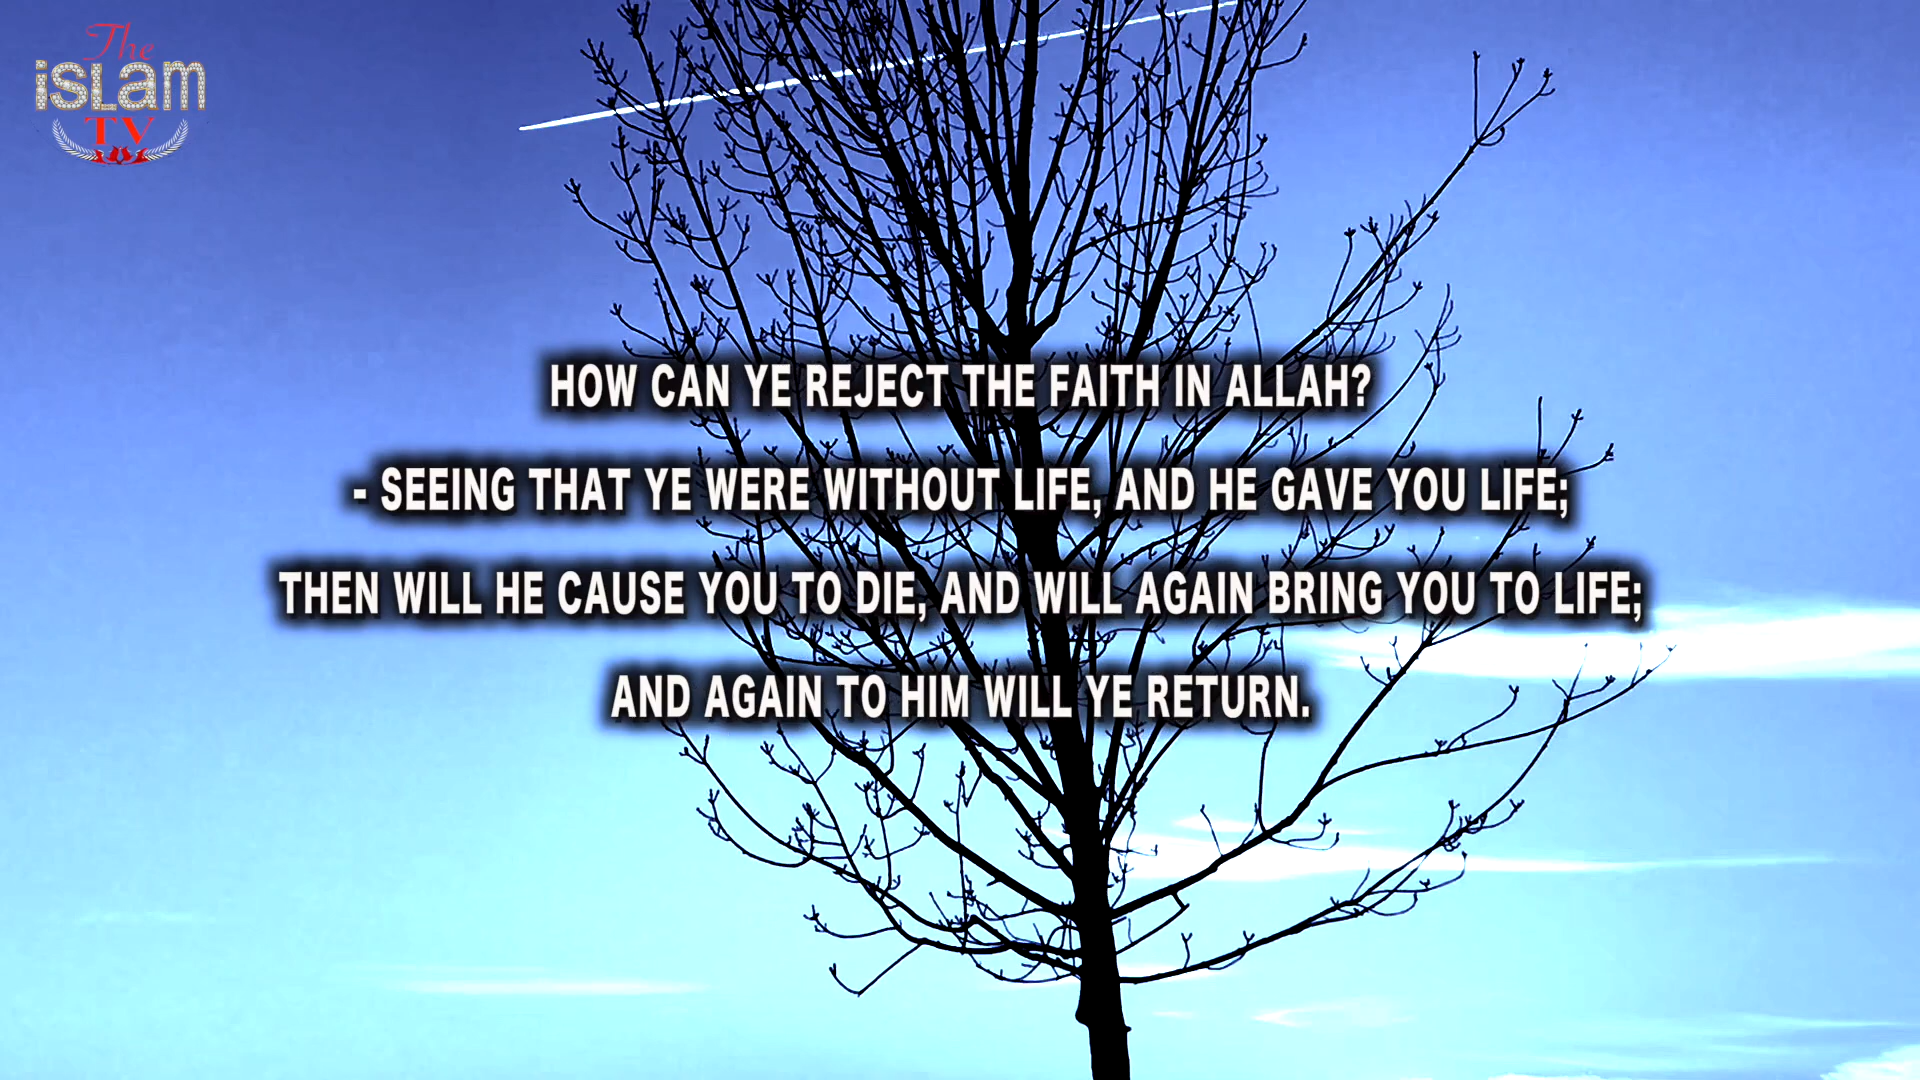 The
iSLam
TV
HOW CAN YE REJECT THE FAITH IN ALLAH?
- SEEING THAT YE WERE WITHOUT LIFE, AND HE GAVE YOU LIFE;
THEN WILL HE CAUSE YOU TO DIE, AND WILL AGAIN BRING YOU TO LIFE;
AND AGAIN TO HIM WILL YE RETURN.